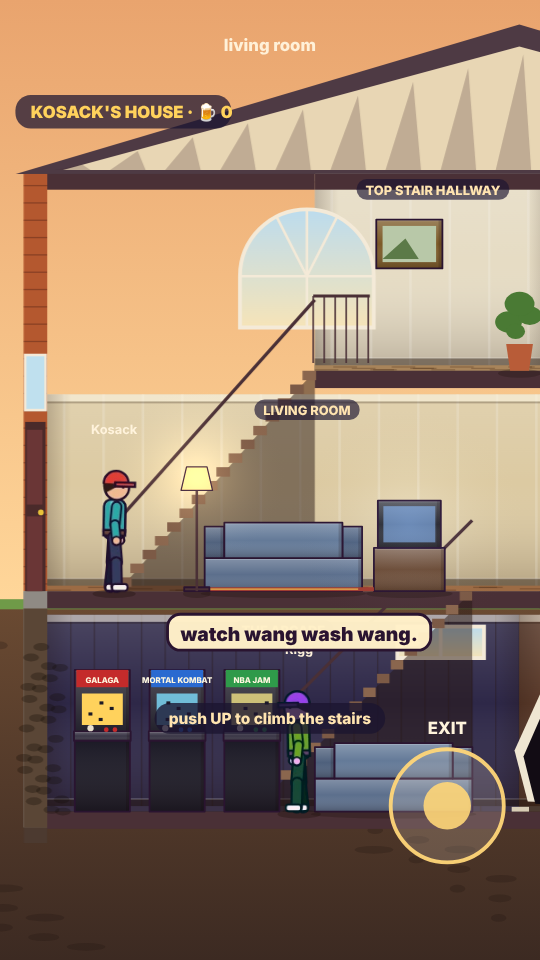 living room
KOSACK'S HOUSE · 🍺 0
TOP STAIR HALLWAY
LIVING ROOM
Kosack
watch wang wash wang.
Rigg
GALAGA
MORTAL KOMBAT
NBA JAM
push UP to climb the stairs
EXIT